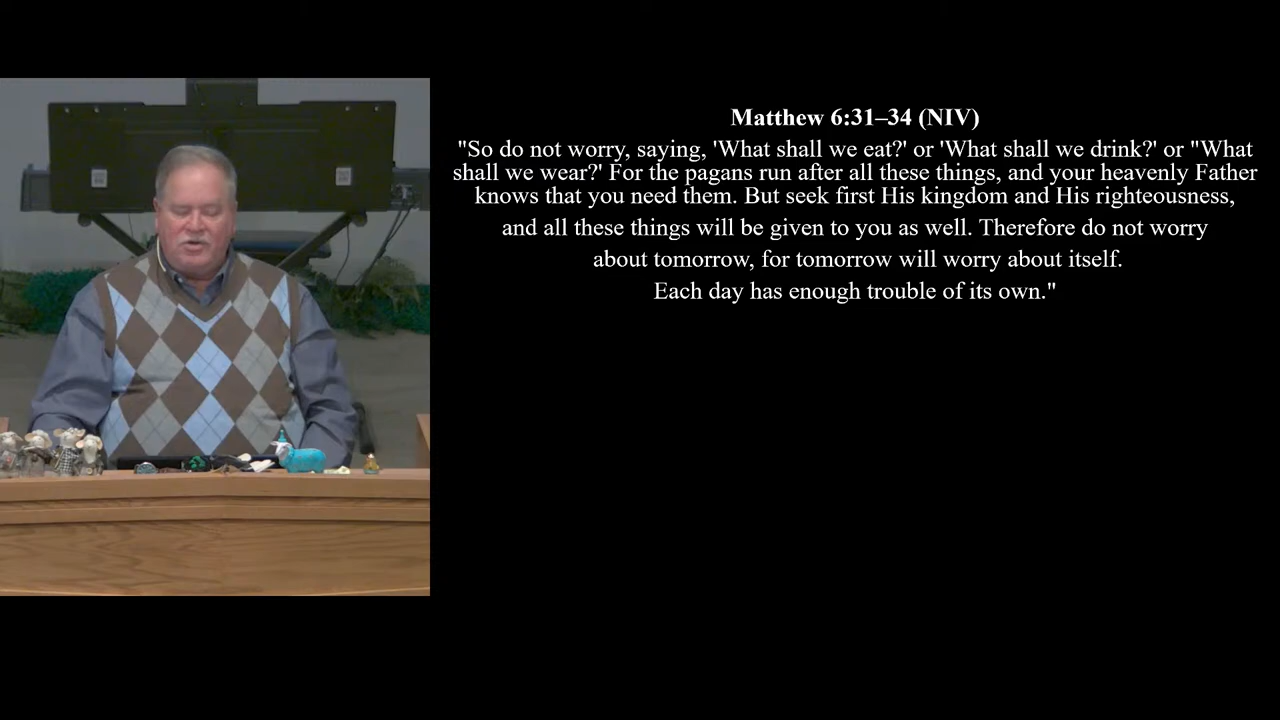 Matthew 6:31–34 (NIV)
"So do not worry, saying, 'What shall we eat?' or 'What shall we drink?' or "What
shall we wear?' For the pagans run after all these things, and your heavenly Father
knows that you need them. But seek first His kingdom and His righteousness,
and all these things will be given to you as well. Therefore do not worry
about tomorrow, for tomorrow will worry about itself.
Each day has enough trouble of its own."